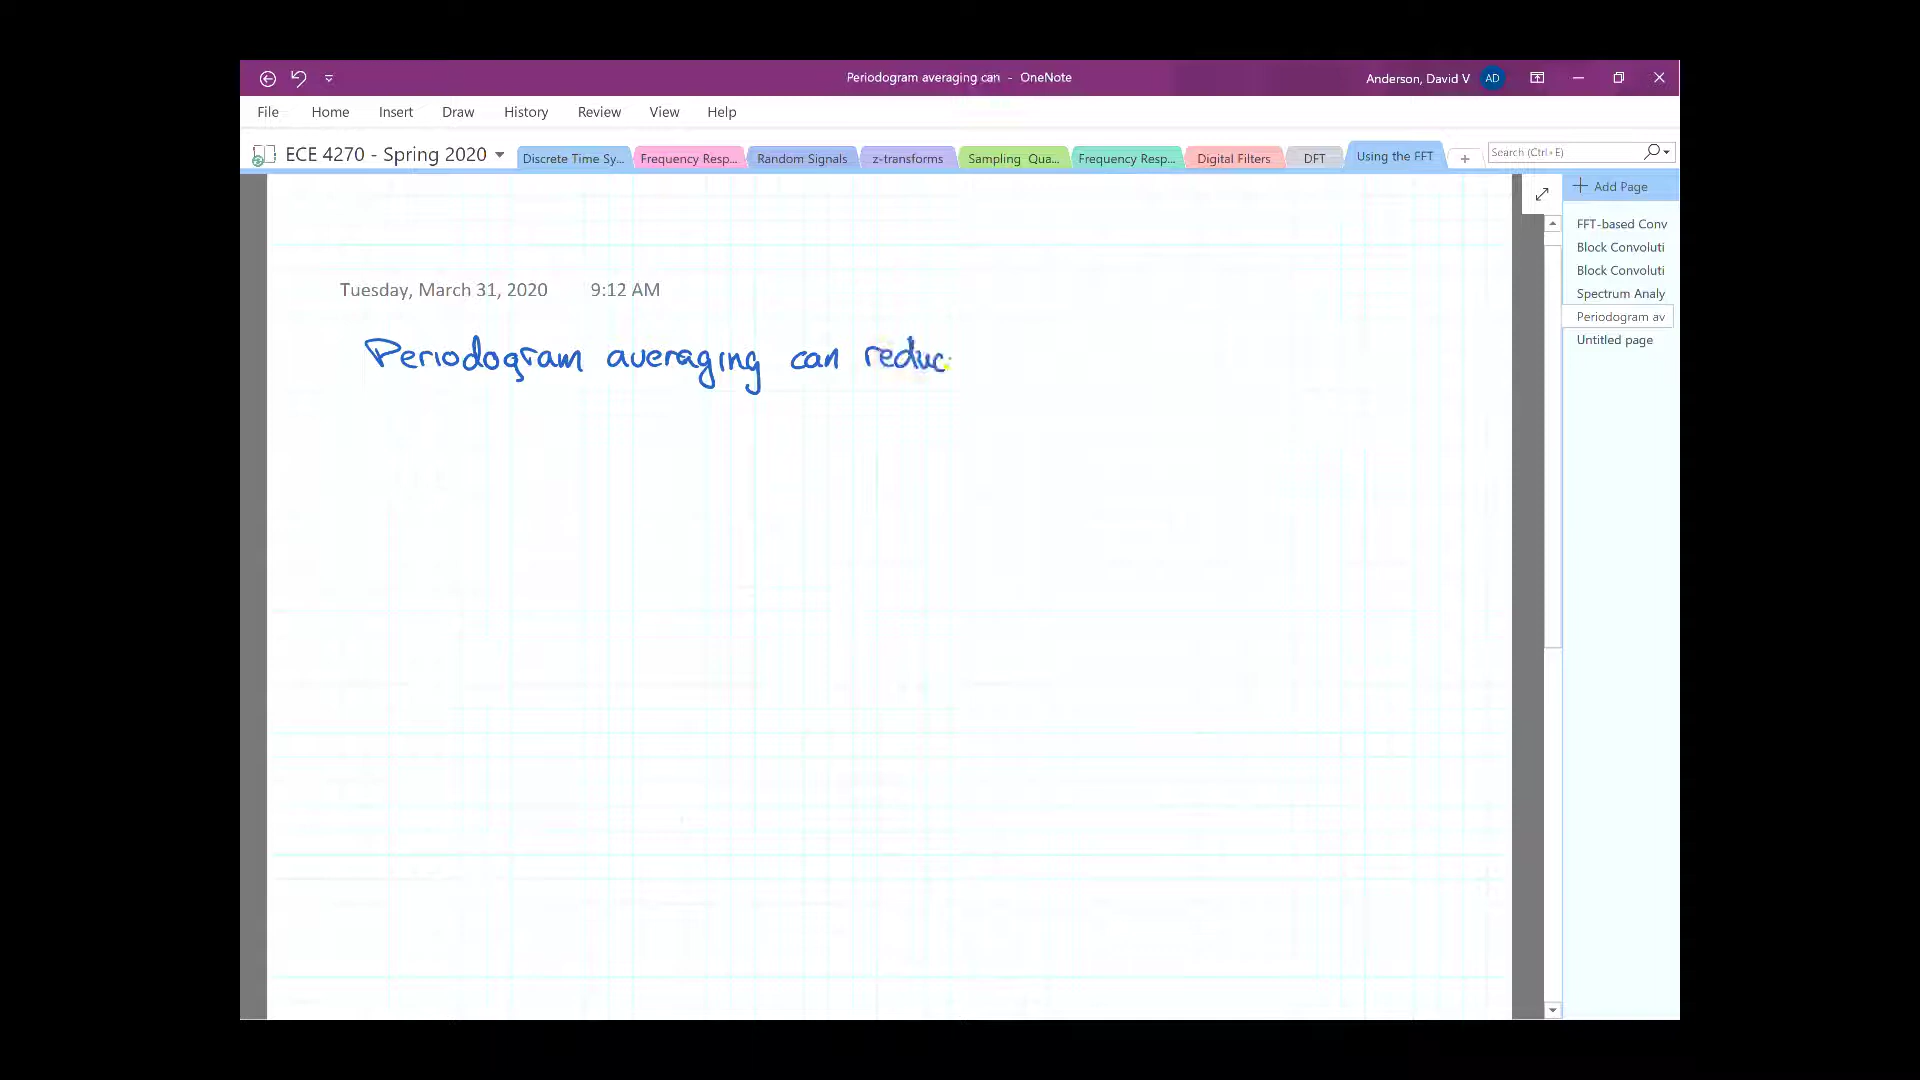 Periodogram averaging can - OneNote
Anderson, David V
AD
File Home Insert Draw History Review View Help
ECE 4270 - Spring 2020
Discrete Time Sy...
Frequency Resp...
Random Signals
z-transforms
Sampling Qua...
Frequency Resp...
Digital Filters
DFT
Using the FFT
Search (Ctrl+E)
Add Page
FFT-based Conv
Block Convoluti
Block Convoluti
Spectrum Analy
Periodogram av
Untitled page
Tuesday, March 31, 2020 9:12 AM
Periodogram averaging can reduc